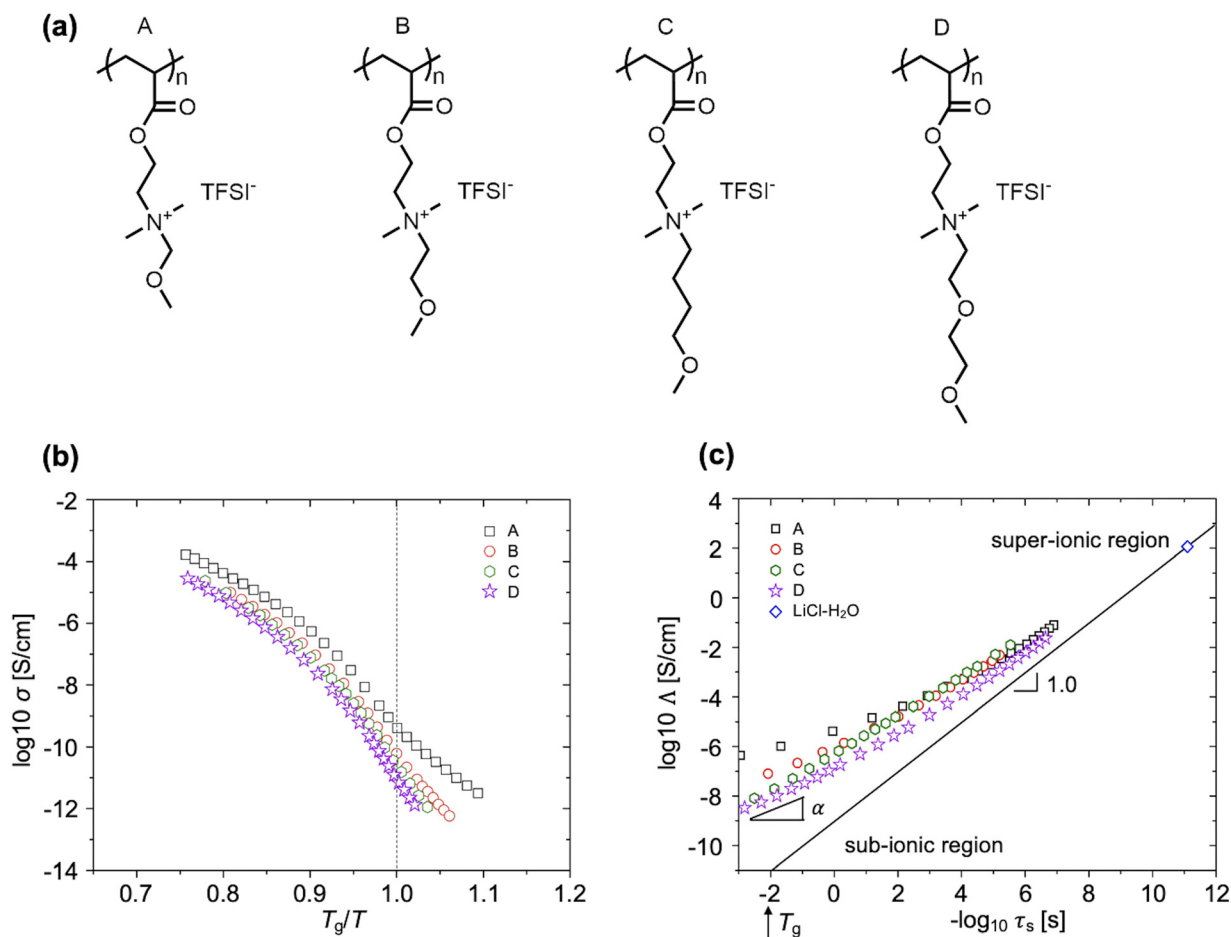 (a)
A
B
C
D
n
n
n
n
O
O
O
O
O
O
O
O
TFSI-
TFSI-
TFSI-
TFSI-
N+
N+
N+
N+
O
O
O
O
O
(b)
(c)
-2
-4
-6
-8
-10
-12
-14
log10 σ [S/cm]
A
B
C
D
0.7
0.8
0.9
1.0
1.1
1.2
Tg/T
4
2
0
-2
-4
-6
-8
-10
log10 Λ [S/cm]
A
B
C
D
LiCl-H2O
super-ionic region
1.0
α
sub-ionic region
-2
0
2
4
6
8
10
12
Tg
-log10 τs [s]